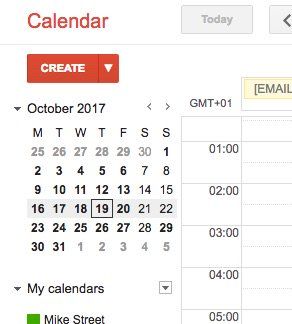 Calendar
Today
CREATE
[EMAI
October 2017
GMT+01
M T W T F S S
25 26 27 28 29 30 1
2 3 4 5 6 7 8
9 10 11 12 13 14 15
16 17 18 19 20 21 22
23 24 25 26 27 28 29
30 31 1 2 3 4 5
01:00
02:00
03:00
04:00
05:00
My calendars
Mike Street